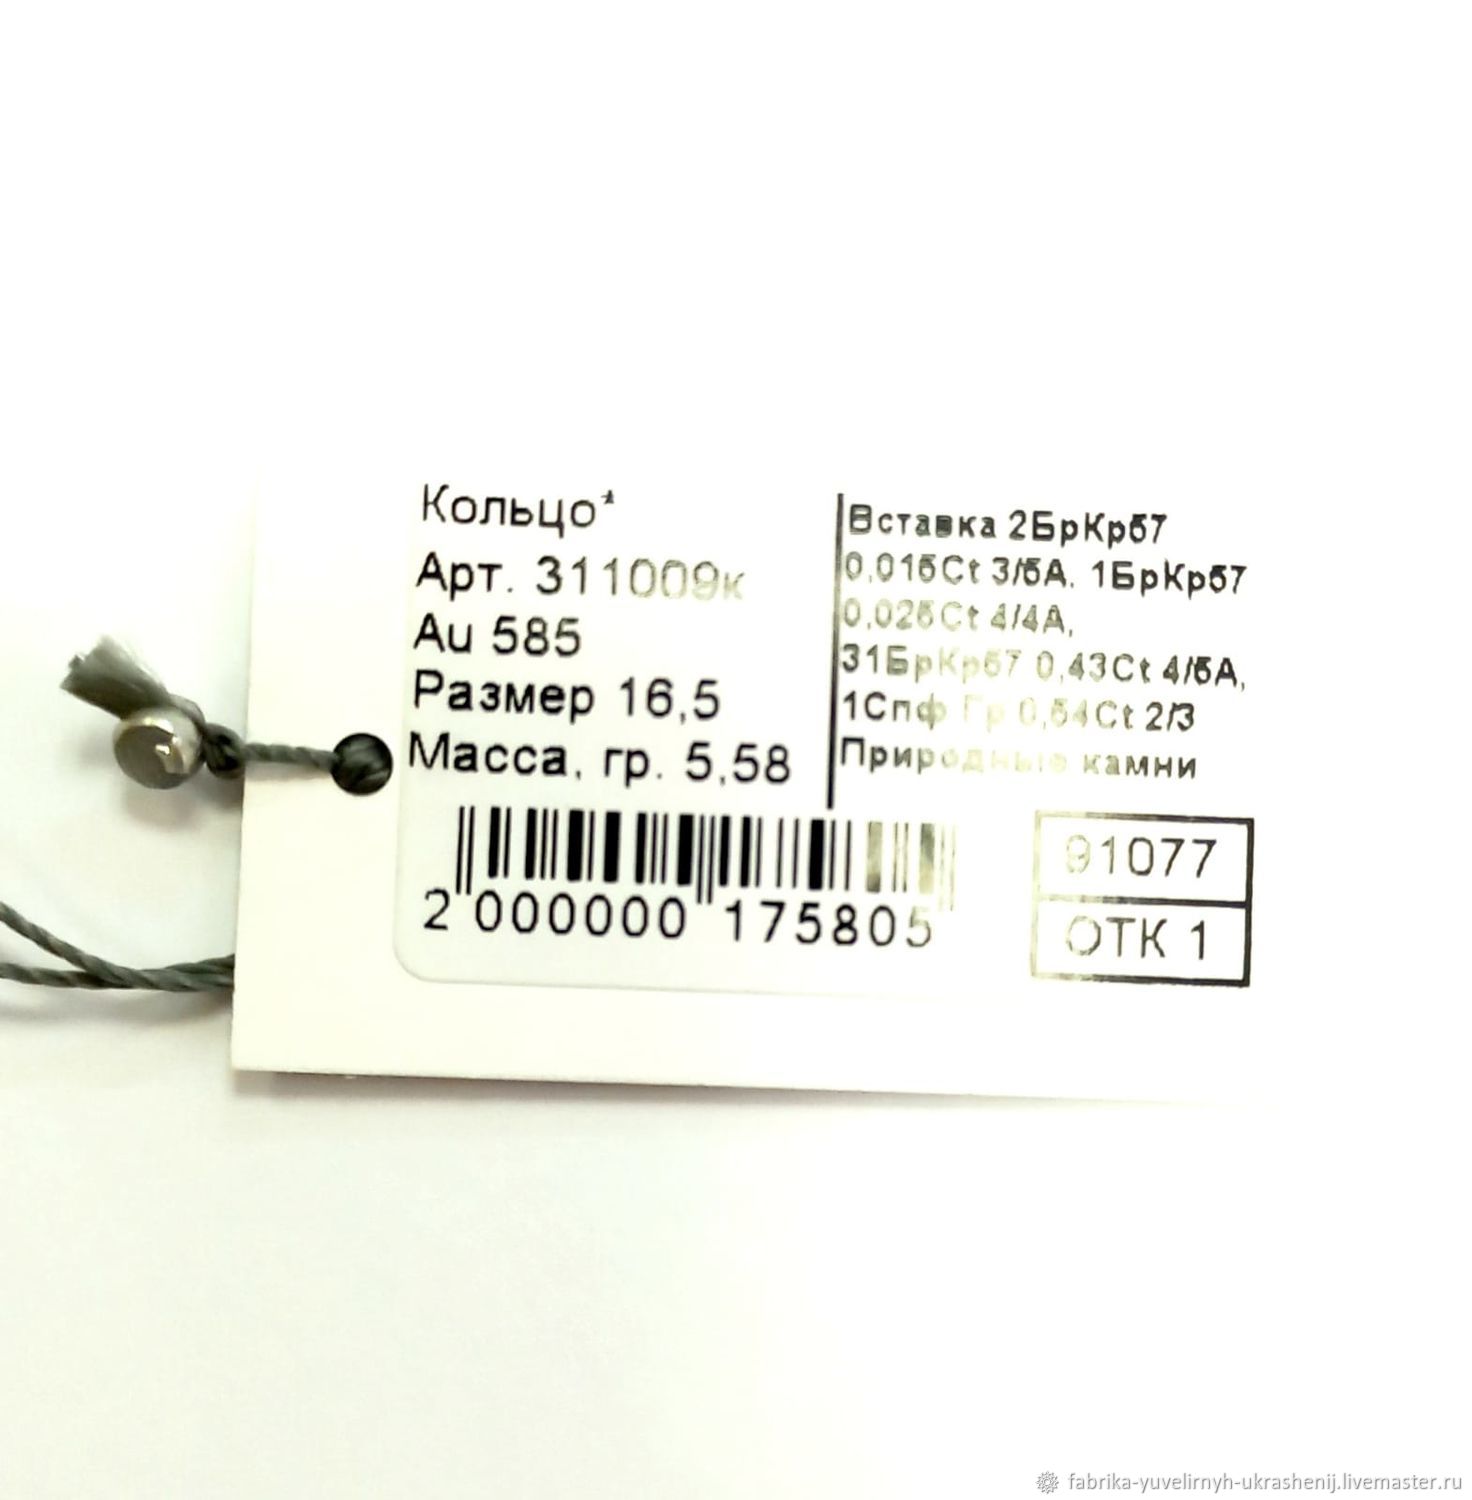 Кольцо*
Арт. 311009к
Au 585
Размер 16,5
Масса, гр. 5,58
Вставка 2БрКр57
0,015Ct 3/5А, 1БрКр57
0,025Ct 4/4А,
31БрКр57 0,43Ct 4/5А,
1Спф Гр 0,54Ct 2/3
Природные камни
2 000000 175805
91077
ОТК 1
fabrika-yuvelirnyh-ukrashenij.livemaster.ru